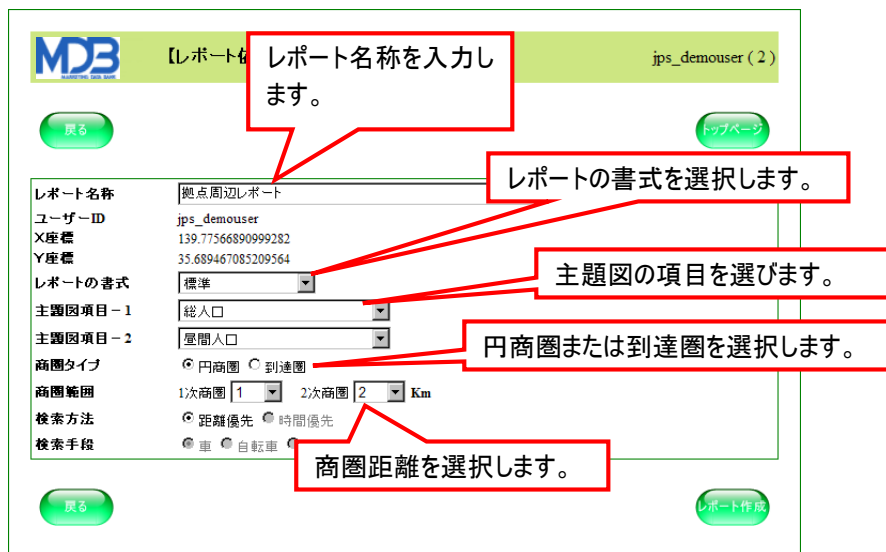 MDB
MARKETING DATA BANK
【レポート
レポート名称を入力し
ます。
jps_demouser ( 2 )
戻る
トップページ
レポートの書式を選択します。
レポート名称
拠点周辺レポート
ユーザーID
jps_demouser
X座標
139.77566890999282
Y座標
35.689467085209564
レポートの書式
標準
主題図の項目を選びます。
主題図項目－1
総人口
主題図項目－2
昼間人口
円商圏または到達圏を選択します。
商圏タイプ
円商圏 到達圏
商圏範囲
1次商圏 1 2次商圏 2 Km
検索方法
距離優先 時間優先
検索手段
車 自転車
商圏距離を選択します。
戻る
レポート作成